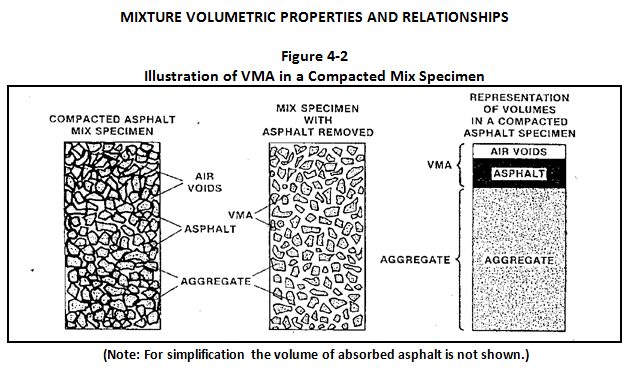 MIXTURE VOLUMETRIC PROPERTIES AND RELATIONSHIPS
Figure 4-2
Illustration of VMA in a Compacted Mix Specimen
COMPACTED ASPHALT
MIX SPECIMEN
AIR
VOIDS
ASPHALT
AGGREGATE
MIX SPECIMEN
WITH
ASPHALT REMOVED
VMA
REPRESENTATION
OF VOLUMES
IN A COMPACTED
ASPHALT SPECIMEN
VMA
AIR VOIDS
ASPHALT
AGGREGATE
AGGREGATE
(Note: For simplification the volume of absorbed asphalt is not shown.)